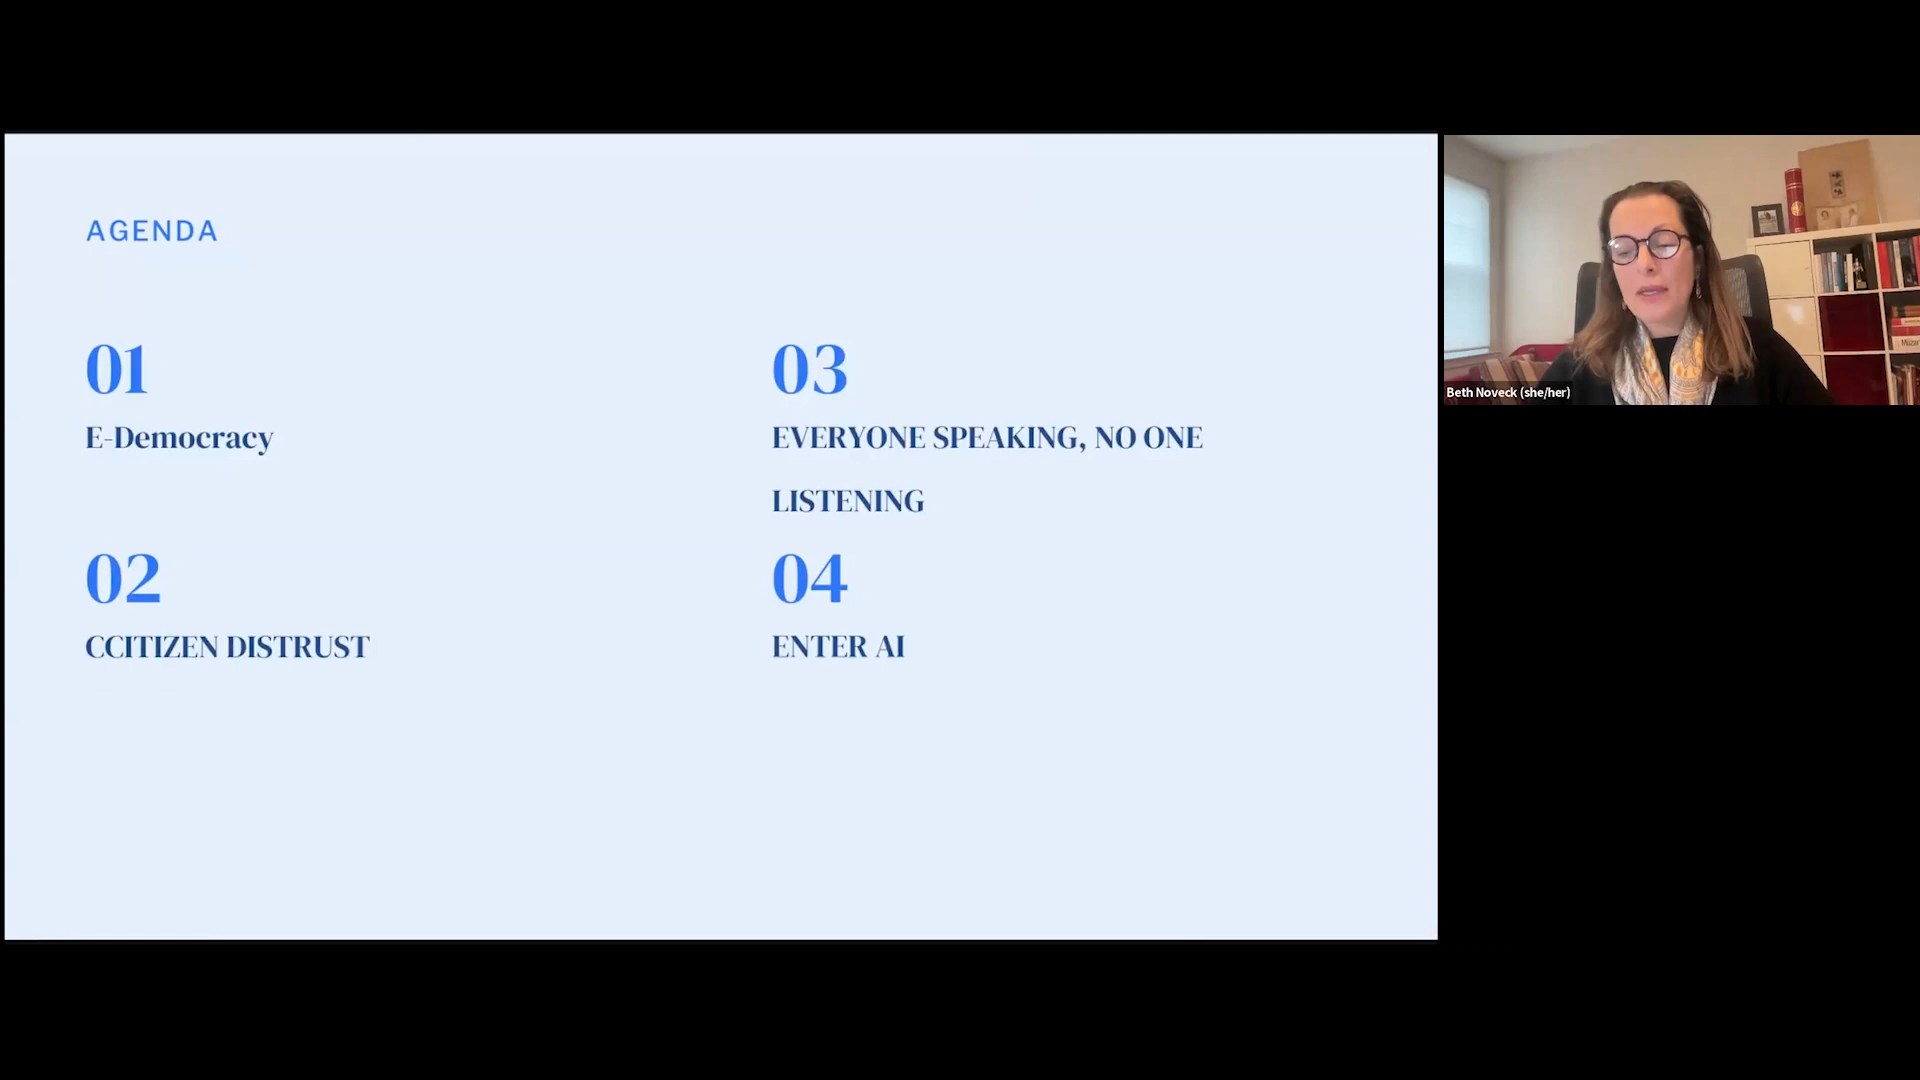 AGENDA
01
E-Democracy
02
CCITIZEN DISTRUST
03
EVERYONE SPEAKING, NO ONE
LISTENING
04
ENTER AI
Beth Noveck (she/her)